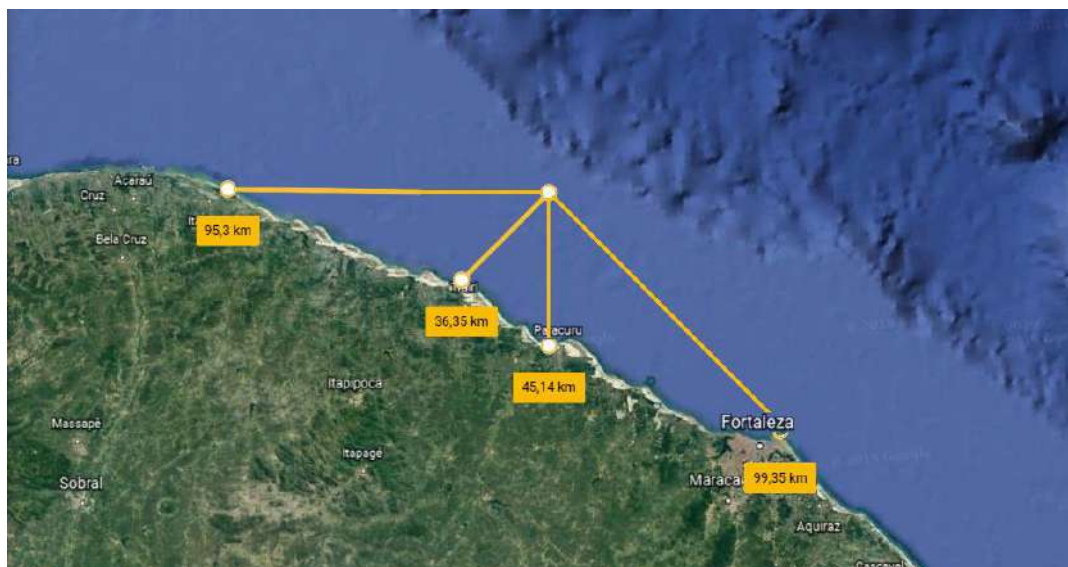 Acaraú
Cruz
95,3 km
Bela Cruz
36,35 km
Paracuru
45,14 km
Itapipoca
Massapê
Itapagé
Sobral
Fortaleza
99,35 km
Aquiraz